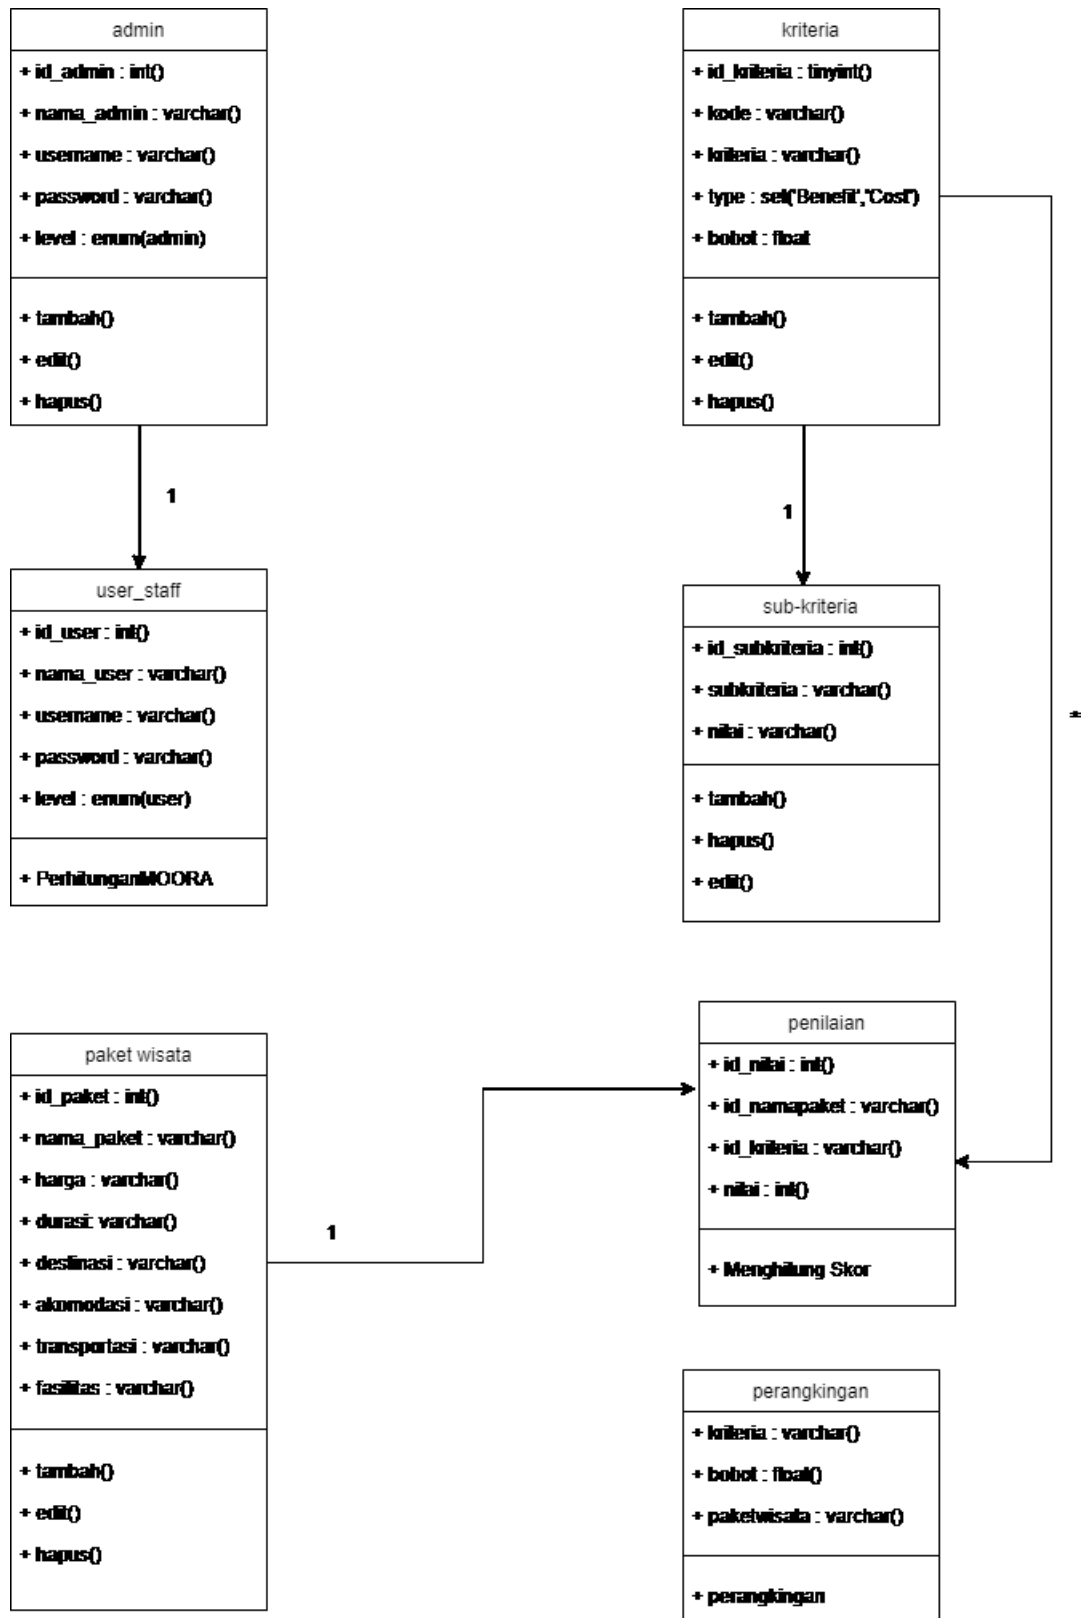 admin
+ id_admin : int()
+ nama_admin : varchar()
+ username : varchar()
+ password : varchar()
+ level : enum(admin)
+ tambah()
+ edit()
+ hapus()
1
user_staff
+ id_user : int()
+ nama_user : varchar()
+ username : varchar()
+ password : varchar()
+ level : enum(user)
+ PerhitunganMOORA
paket wisata
+ id_paket : int()
+ nama_paket : varchar()
+ harga : varchar()
+ durasi: varchar()
+ destinasi : varchar()
+ akomodasi : varchar()
+ transportasi : varchar()
+ fasilitas : varchar()
+ tambah()
+ edit()
+ hapus()
1
kriteria
+ id_kriteria : tinyint()
+ kode : varchar()
+ kriteria : varchar()
+ type : set('Benefit','Cost')
+ bobot : float
+ tambah()
+ edit()
+ hapus()
1
*
sub-kriteria
+ id_subkriteria : int()
+ subkriteria : varchar()
+ nilai : varchar()
+ tambah()
+ hapus()
+ edit()
penilaian
+ id_nilai : int()
+ id_namapaket : varchar()
+ id_kriteria : varchar()
+ nilai : int()
+ Menghitung Skor
perangkingan
+ kriteria : varchar()
+ bobot : float()
+ paketwisata : varchar()
+ perangkingan